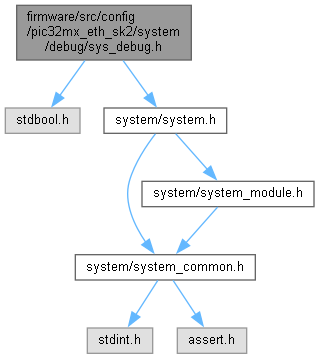 firmware/src/config
/pic32mx_eth_sk2/system
/debug/sys_debug.h
stdbool.h
system/system.h
system/system_module.h
system/system_common.h
stdint.h
assert.h